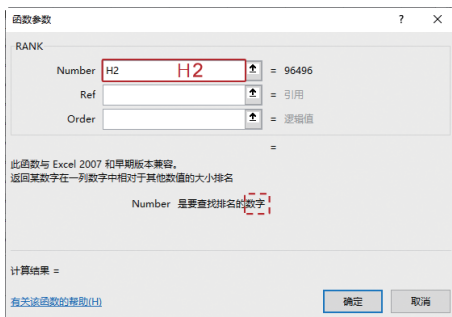 函数参数 ? ×
RANK
Number H2 H2 = 96496
Ref = 引用
Order = 逻辑值
=
此函数与 Excel 2007 和早期版本兼容。
返回某数字在一列数字中相对于其他数值的大小排名
Number 是要查找排名的数字
计算结果 =
有关该函数的帮助(H) 确定 取消